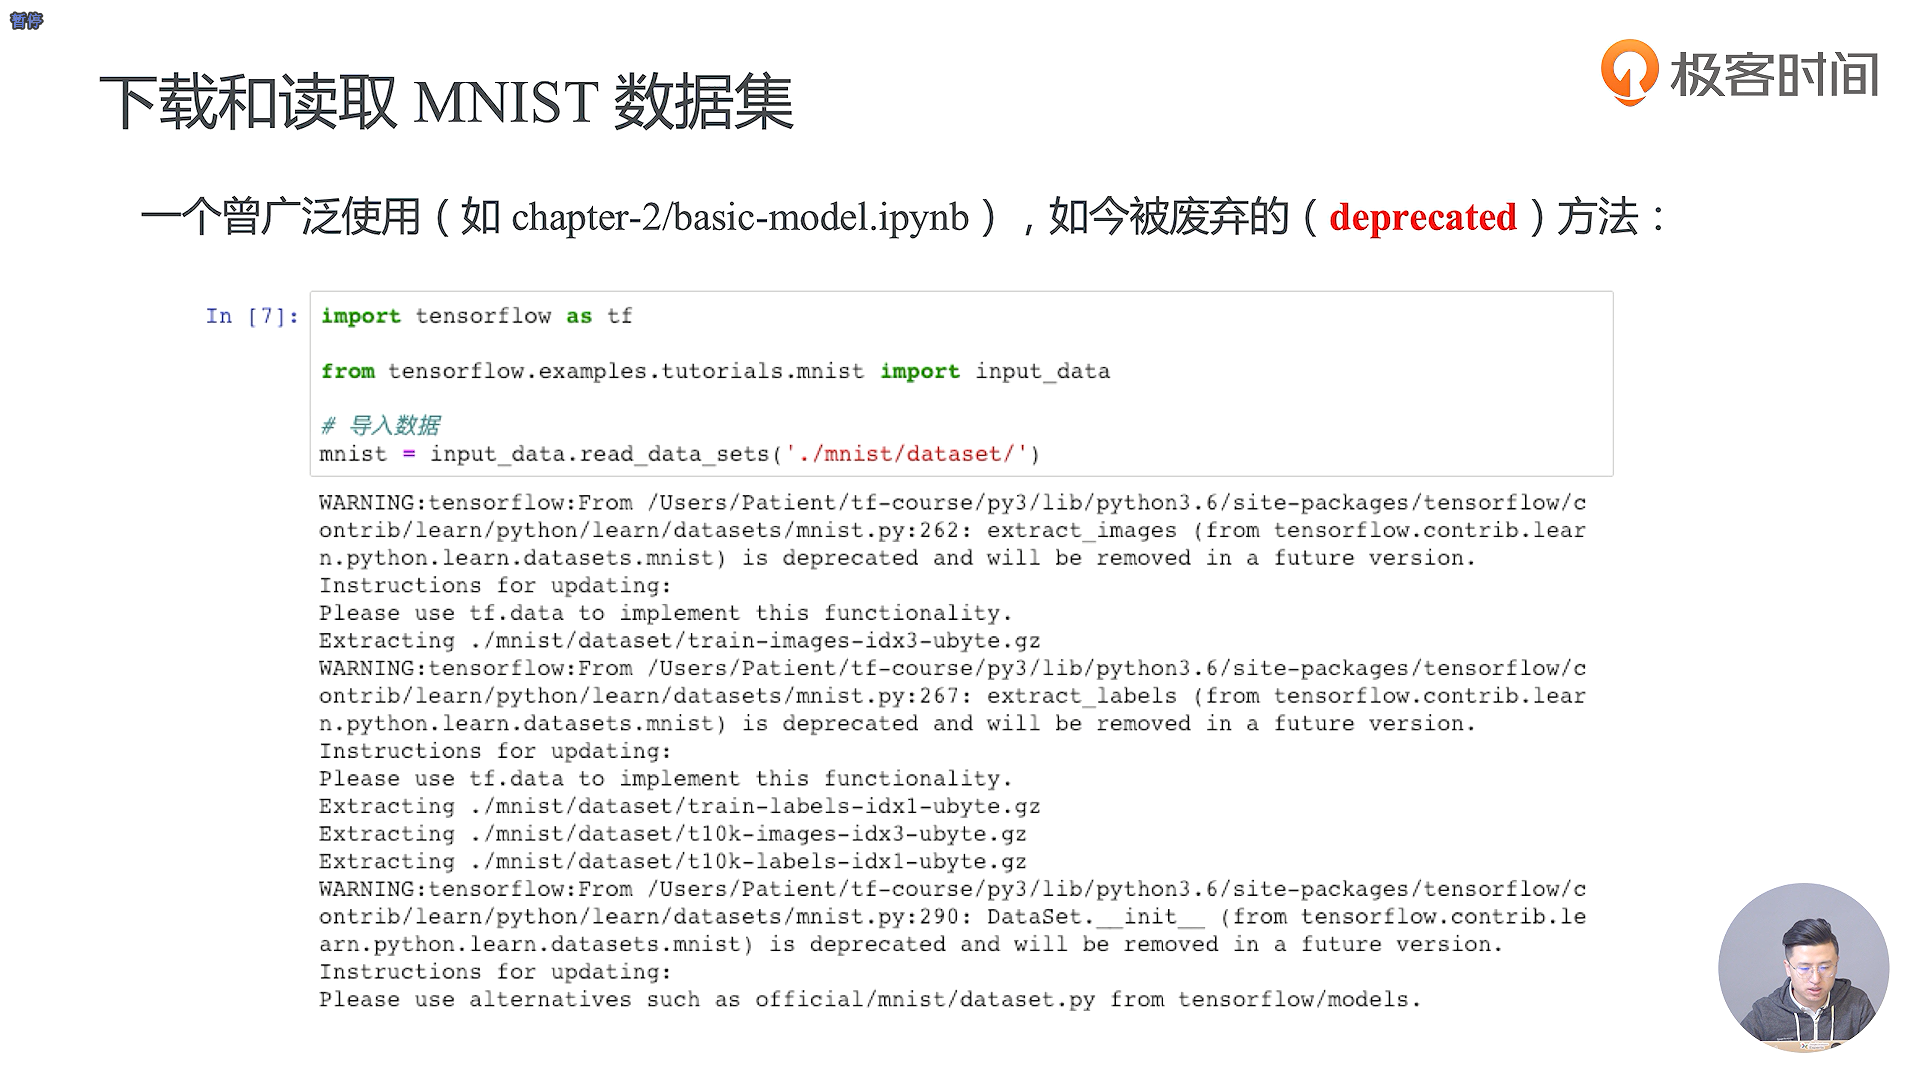 暂停
极客时间
下载和读取 MNIST 数据集
一个曾广泛使用（如 chapter-2/basic-model.ipynb），如今被废弃的（deprecated）方法：
In [7]: import tensorflow as tf
from tensorflow.examples.tutorials.mnist import input_data
# 导入数据
mnist = input_data.read_data_sets('./mnist/dataset/')
WARNING:tensorflow:From /Users/Patient/tf-course/py3/lib/python3.6/site-packages/tensorflow/c
ontrib/learn/python/learn/datasets/mnist.py:262: extract_images (from tensorflow.contrib.lear
n.python.learn.datasets.mnist) is deprecated and will be removed in a future version.
Instructions for updating:
Please use tf.data to implement this functionality.
Extracting ./mnist/dataset/train-images-idx3-ubyte.gz
WARNING:tensorflow:From /Users/Patient/tf-course/py3/lib/python3.6/site-packages/tensorflow/c
ontrib/learn/python/learn/datasets/mnist.py:267: extract_labels (from tensorflow.contrib.lear
n.python.learn.datasets.mnist) is deprecated and will be removed in a future version.
Instructions for updating:
Please use tf.data to implement this functionality.
Extracting ./mnist/dataset/train-labels-idx1-ubyte.gz
Extracting ./mnist/dataset/t10k-images-idx3-ubyte.gz
Extracting ./mnist/dataset/t10k-labels-idx1-ubyte.gz
WARNING:tensorflow:From /Users/Patient/tf-course/py3/lib/python3.6/site-packages/tensorflow/c
ontrib/learn/python/learn/datasets/mnist.py:290: DataSet.__init__ (from tensorflow.contrib.le
arn.python.learn.datasets.mnist) is deprecated and will be removed in a future version.
Instructions for updating:
Please use alternatives such as official/mnist/dataset.py from tensorflow/models.